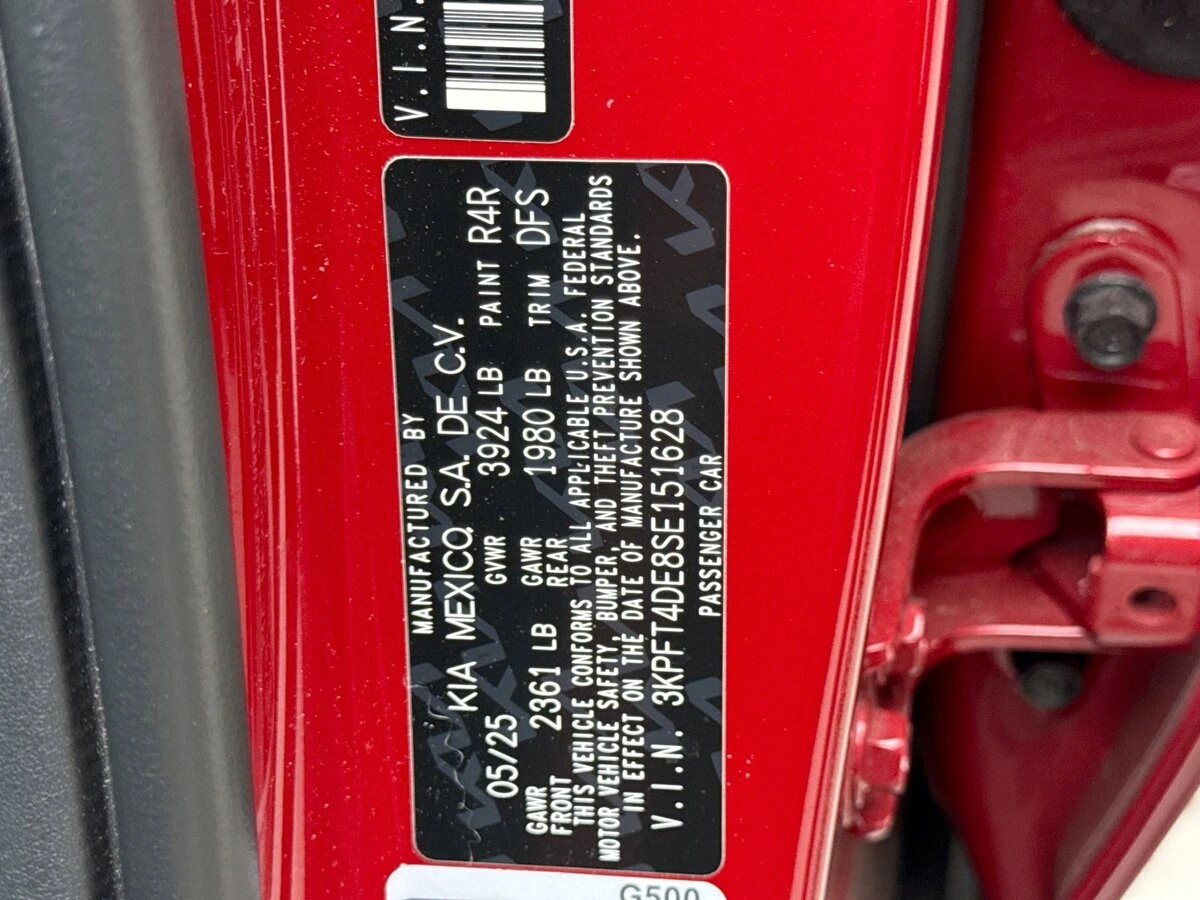 V.I.N.
MANUFACTURED BY
KIA MEXICO, S.A. DE C.V.
05/25 GVWR 3924 LB PAINT R4R
GAWR FRONT 2361 LB GAWR REAR 1980 LB TRIM DFS
THIS VEHICLE CONFORMS TO ALL APPLICABLE U.S.A. FEDERAL
MOTOR VEHICLE SAFETY, BUMPER, AND THEFT PREVENTION STANDARDS
IN EFFECT ON THE DATE OF MANUFACTURE SHOWN ABOVE.
V.I.N. 3KPFT4DE8SE151628
PASSENGER CAR
G500